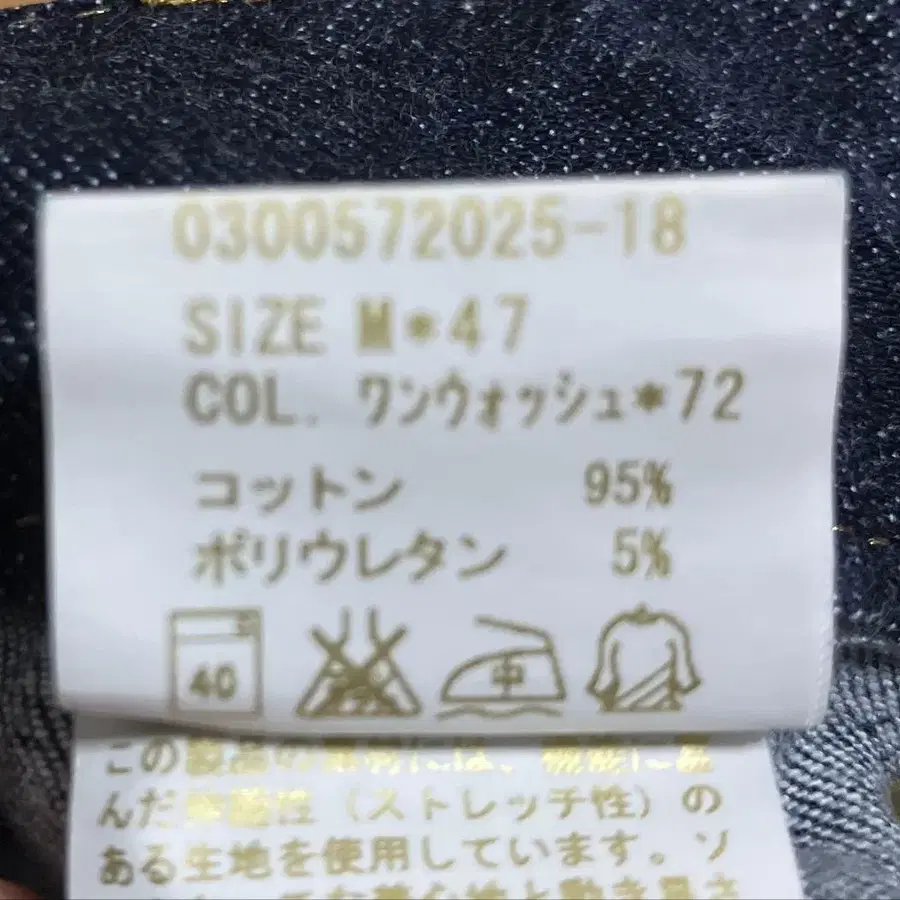 0300572025-18
SIZE M*47
COL. ワンウォッシュ*72
コットン 95%
ポリウレタン 5%
40 中
この製品の素材には、機能に富
んだ伸縮性（ストレッチ性）の
ある生地を使用しています。ソ